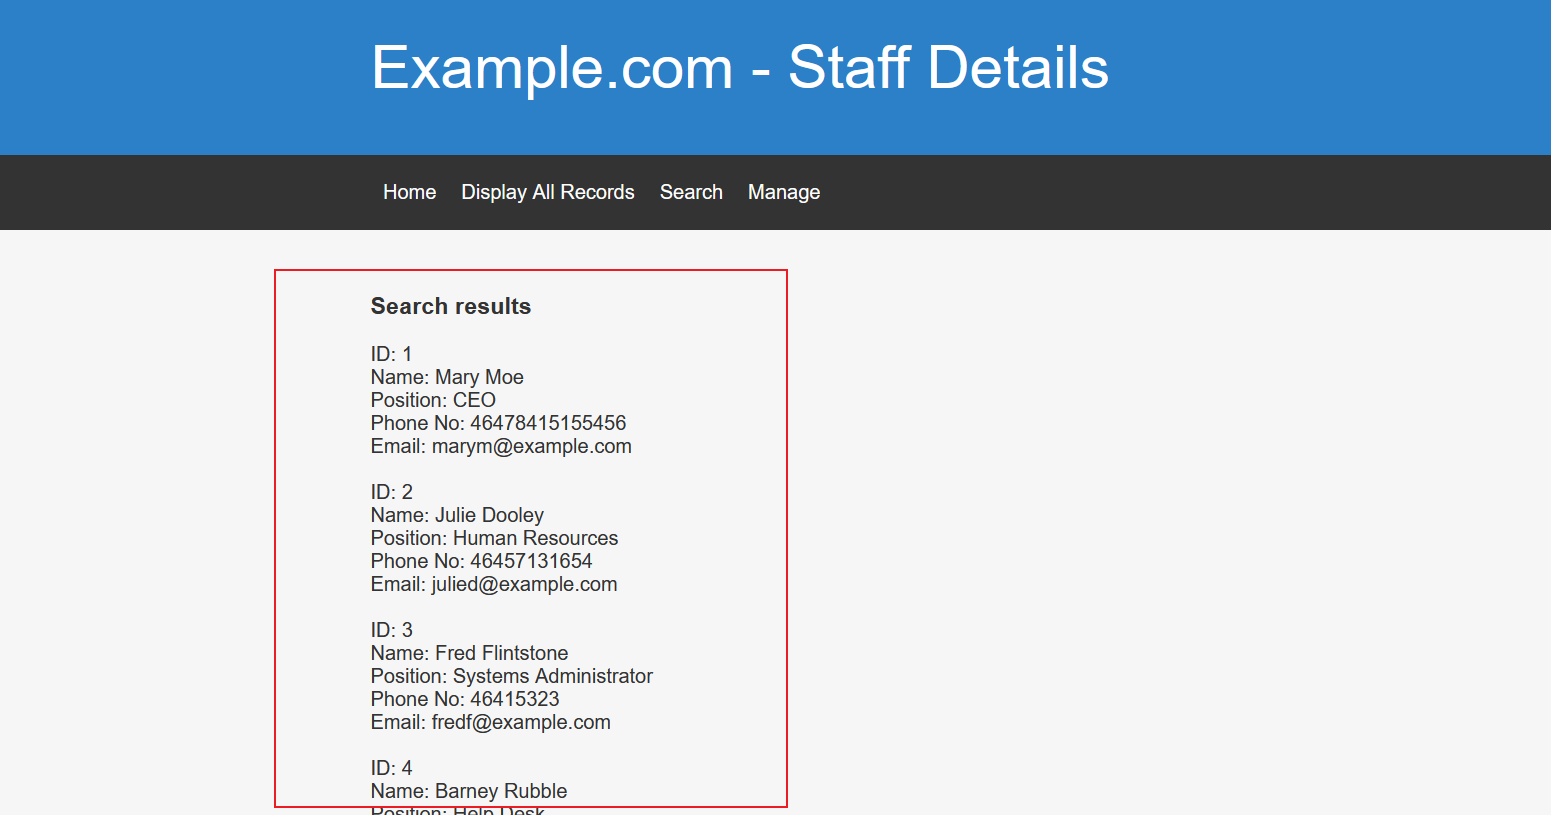 Example.com - Staff Details
Home Display All Records Search Manage
Search results
ID: 1
Name: Mary Moe
Position: CEO
Phone No: 46478415155456
Email: marym@example.com
ID: 2
Name: Julie Dooley
Position: Human Resources
Phone No: 46457131654
Email: julied@example.com
ID: 3
Name: Fred Flintstone
Position: Systems Administrator
Phone No: 46415323
Email: fredf@example.com
ID: 4
Name: Barney Rubble
Position: Help Desk